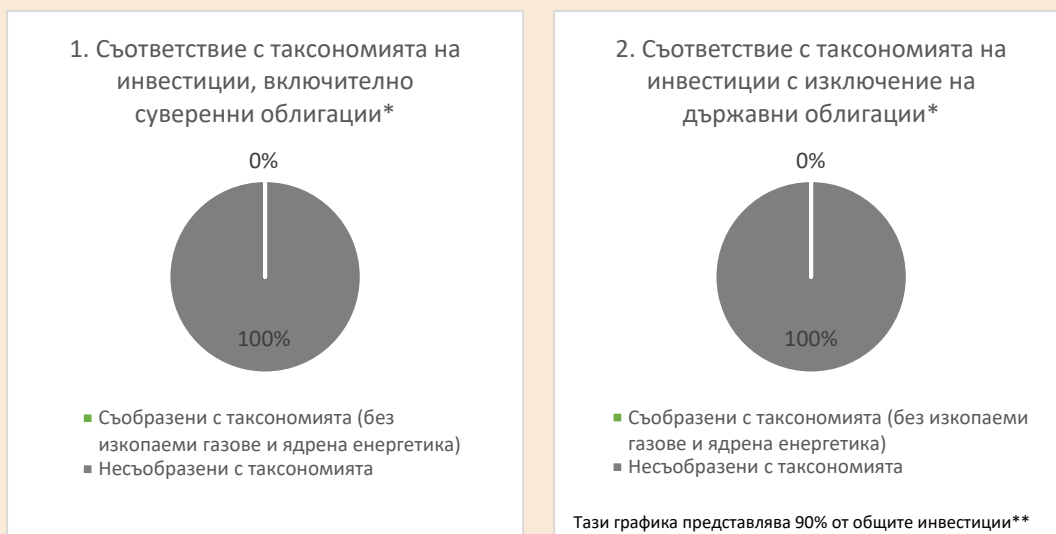 1. Съответствие с таксономията на
инвестиции, включително
суверенни облигации*
0%
100%
Съобразени с таксономията (без
изкопаеми газове и ядрена енергетика)
Несъобразени с таксономията
2. Съответствие с таксономията на
инвестиции с изключение на
държавни облигации*
0%
100%
Съобразени с таксономията (без изкопаеми
газове и ядрена енергетика)
Несъобразени с таксономията
Тази графика представлява 90% от общите инвестиции**